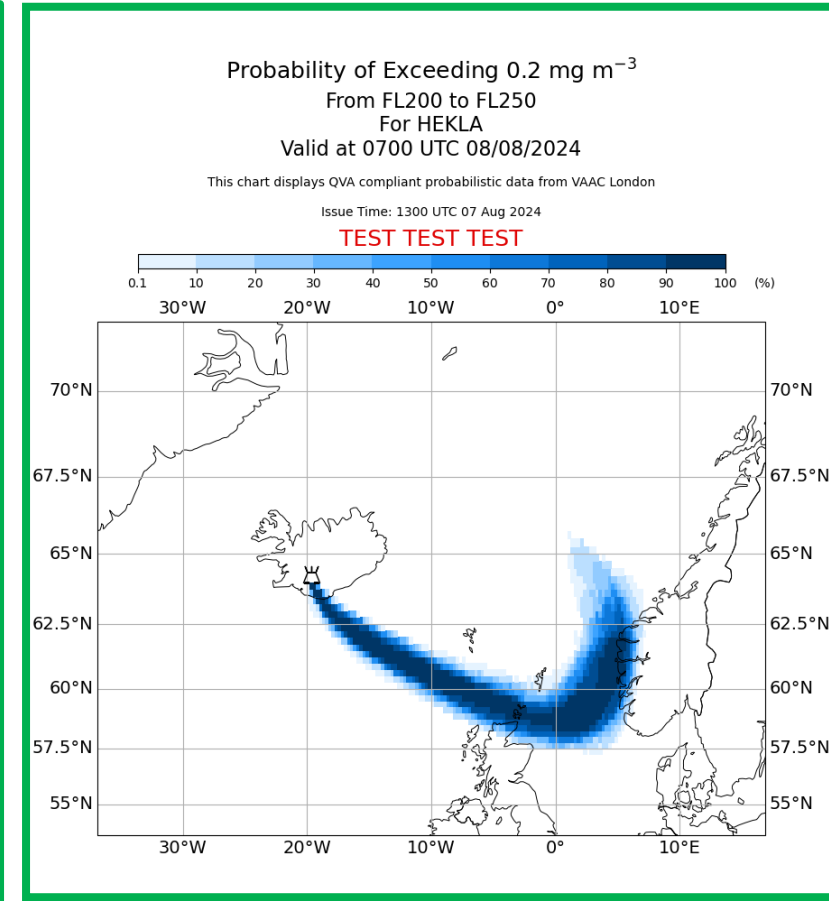 Probability of Exceeding 0.2 mg m⁻³
From FL200 to FL250
For HEKLA
Valid at 0700 UTC 08/08/2024
This chart displays QVA compliant probabilistic data from VAAC London
Issue Time: 1300 UTC 07 Aug 2024
TEST TEST TEST
0.1 10 20 30 40 50 60 70 80 90 100 (%)
30°W 20°W 10°W 0° 10°E
70°N 70°N
67.5°N 67.5°N
65°N 65°N
62.5°N 62.5°N
60°N 60°N
57.5°N 57.5°N
55°N 55°N
30°W 20°W 10°W 0° 10°E